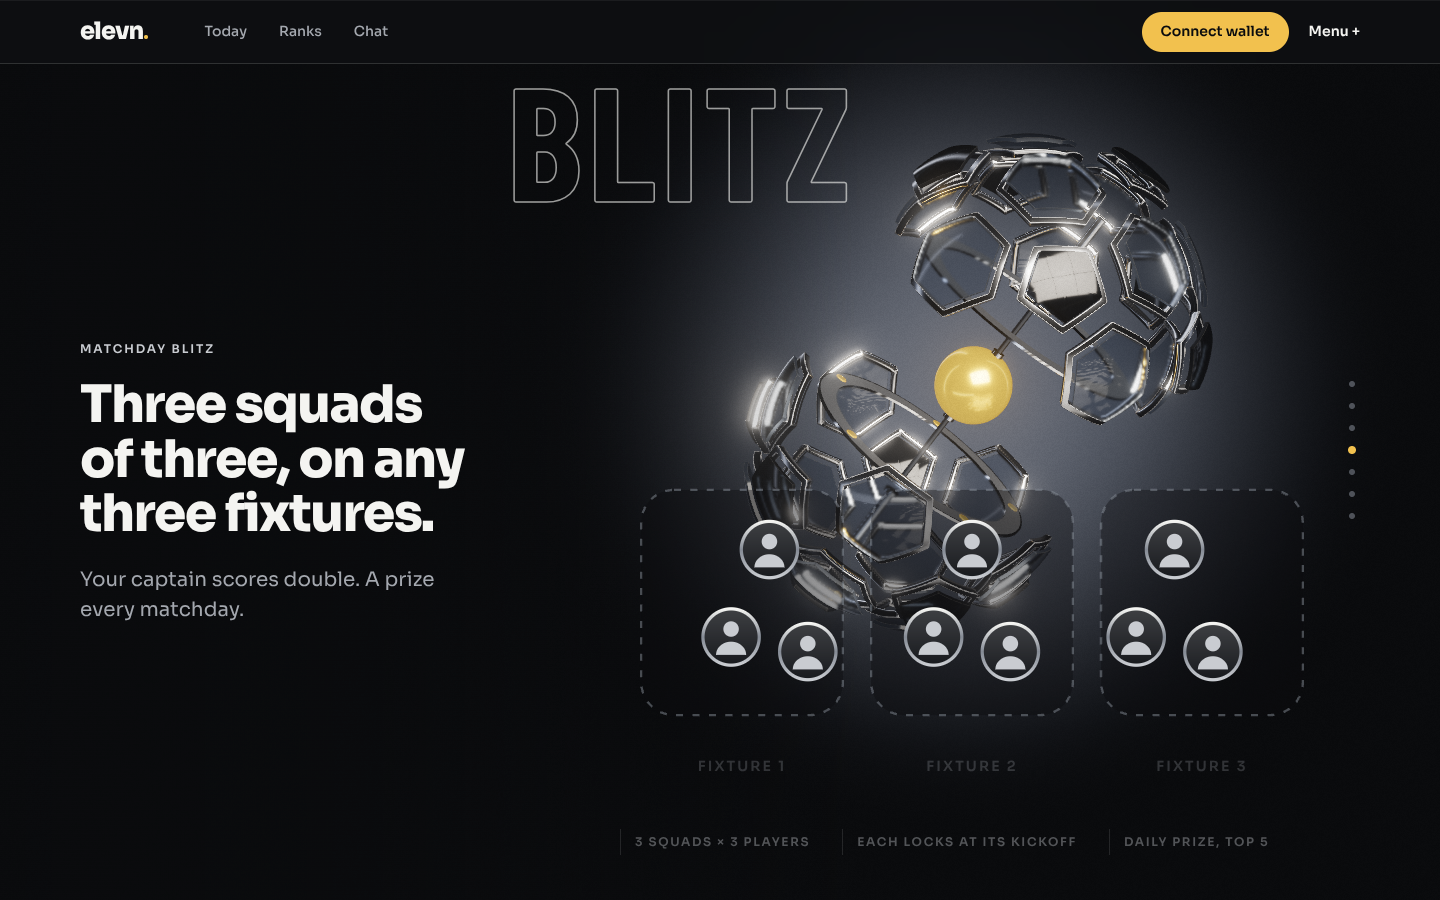 elevn.
Today
Ranks
Chat
Connect wallet
Menu +
BLITZ
MATCHDAY BLITZ
Three squads
of three, on any
three fixtures.
Your captain scores double. A prize
every matchday.
FIXTURE 1
FIXTURE 2
FIXTURE 3
3 SQUADS × 3 PLAYERS
EACH LOCKS AT ITS KICKOFF
DAILY PRIZE, TOP 5